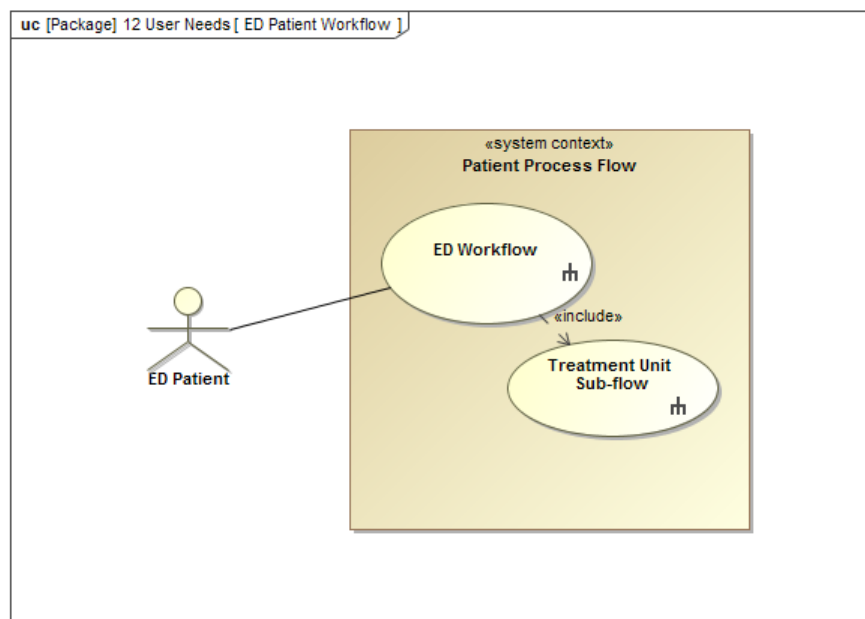 uc [Package] 12 User Needs [ ED Patient Workflow ]
«system context»
Patient Process Flow
ED Workflow
«include»
Treatment Unit
Sub-flow
ED Patient